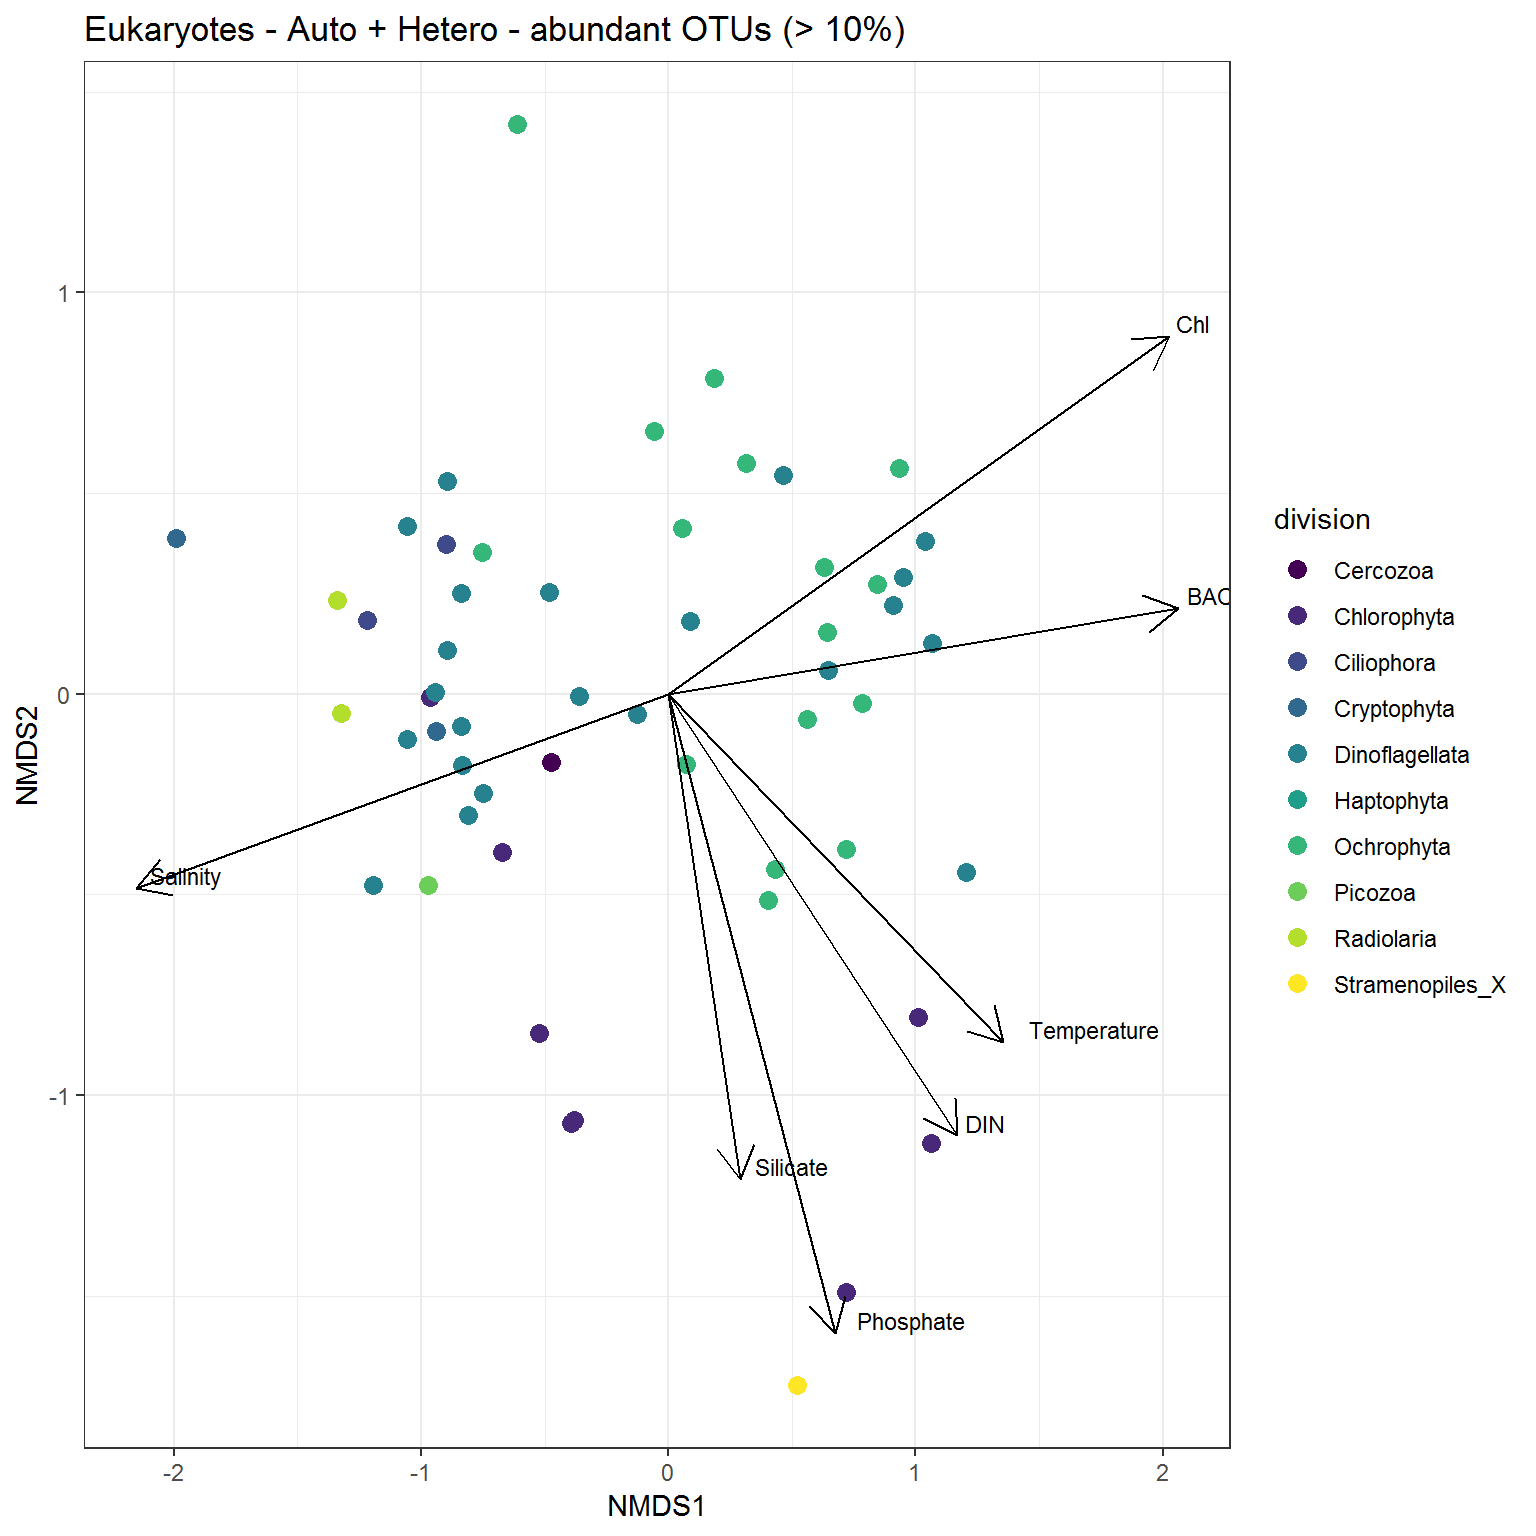 Eukaryotes - Auto + Hetero - abundant OTUs (> 10%)
Chl
BAC
Salinity
Temperature
DIN
Silicate
Phosphate
1
0
-1
NMDS2
-2
-1
0
1
2
NMDS1
division
Cercozoa
Chlorophyta
Ciliophora
Cryptophyta
Dinoflagellata
Haptophyta
Ochrophyta
Picozoa
Radiolaria
Stramenopiles_X